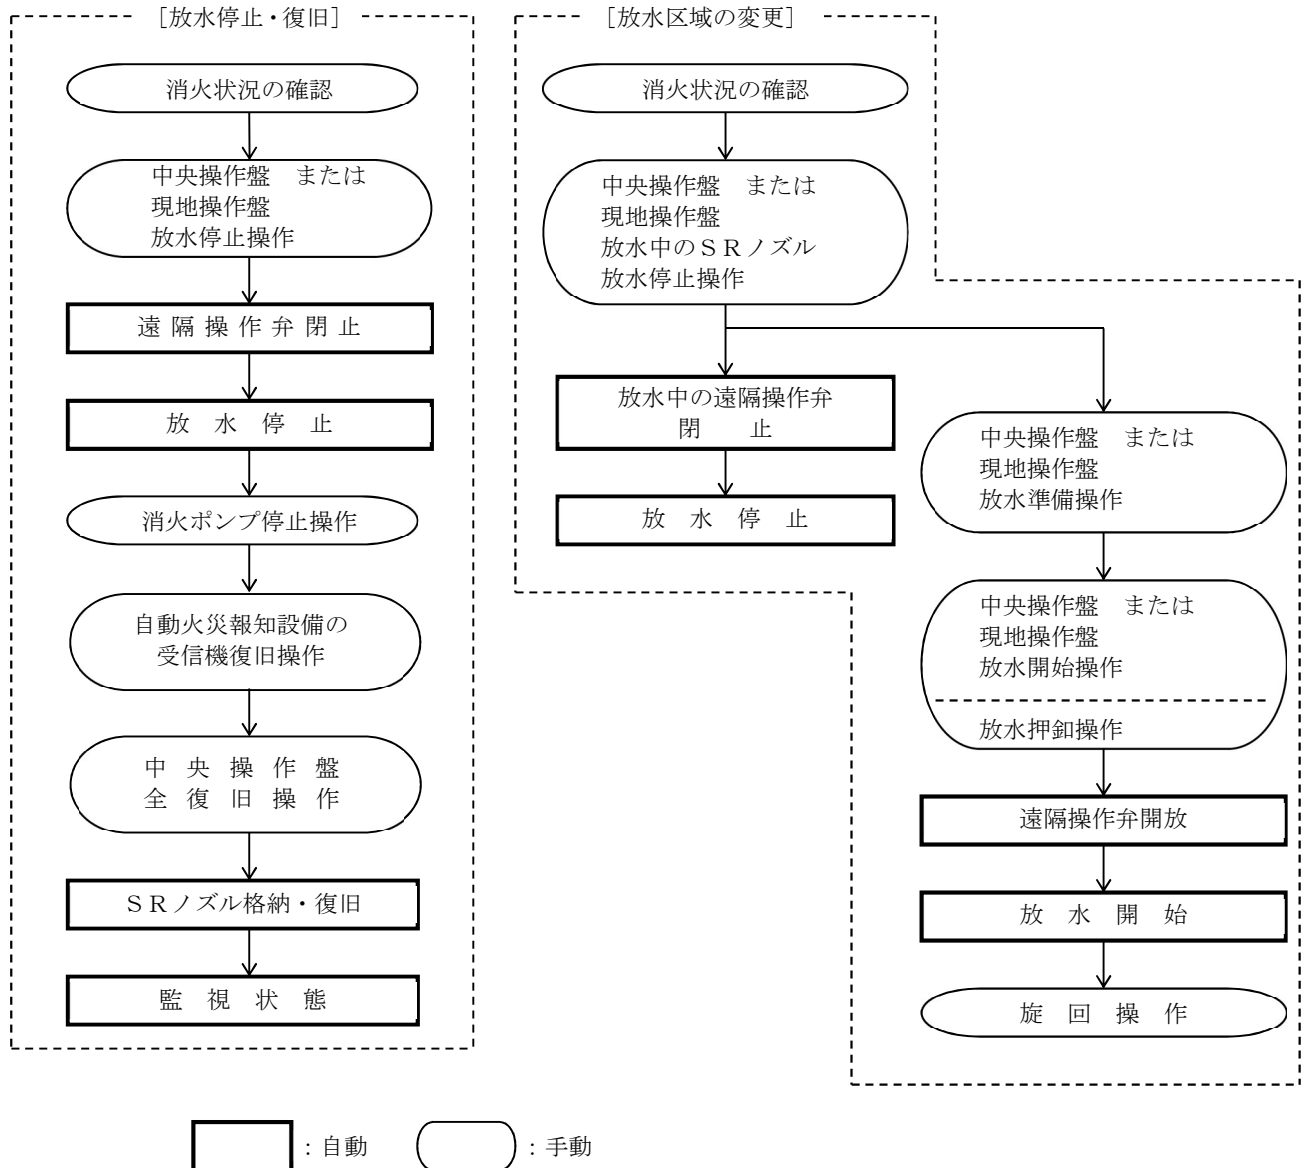 [放水停止・復旧]
消火状況の確認
中央操作盤　または
現地操作盤
放水停止操作
遠隔操作弁閉止
放　水　停　止
消火ポンプ停止操作
自動火災報知設備の
受信機復旧操作
中　央　操　作　盤
全　復　旧　操　作
ＳＲノズル格納・復旧
監　視　状　態
[放水区域の変更]
消火状況の確認
中央操作盤　または
現地操作盤
放水中のＳＲノズル
放水停止操作
放水中の遠隔操作弁
閉　　止
放　水　停　止
中央操作盤　または
現地操作盤
放水準備操作
中央操作盤　または
現地操作盤
放水開始操作
放水押釦操作
遠隔操作弁開放
放　水　開　始
旋　回　操　作
：自動
：手動